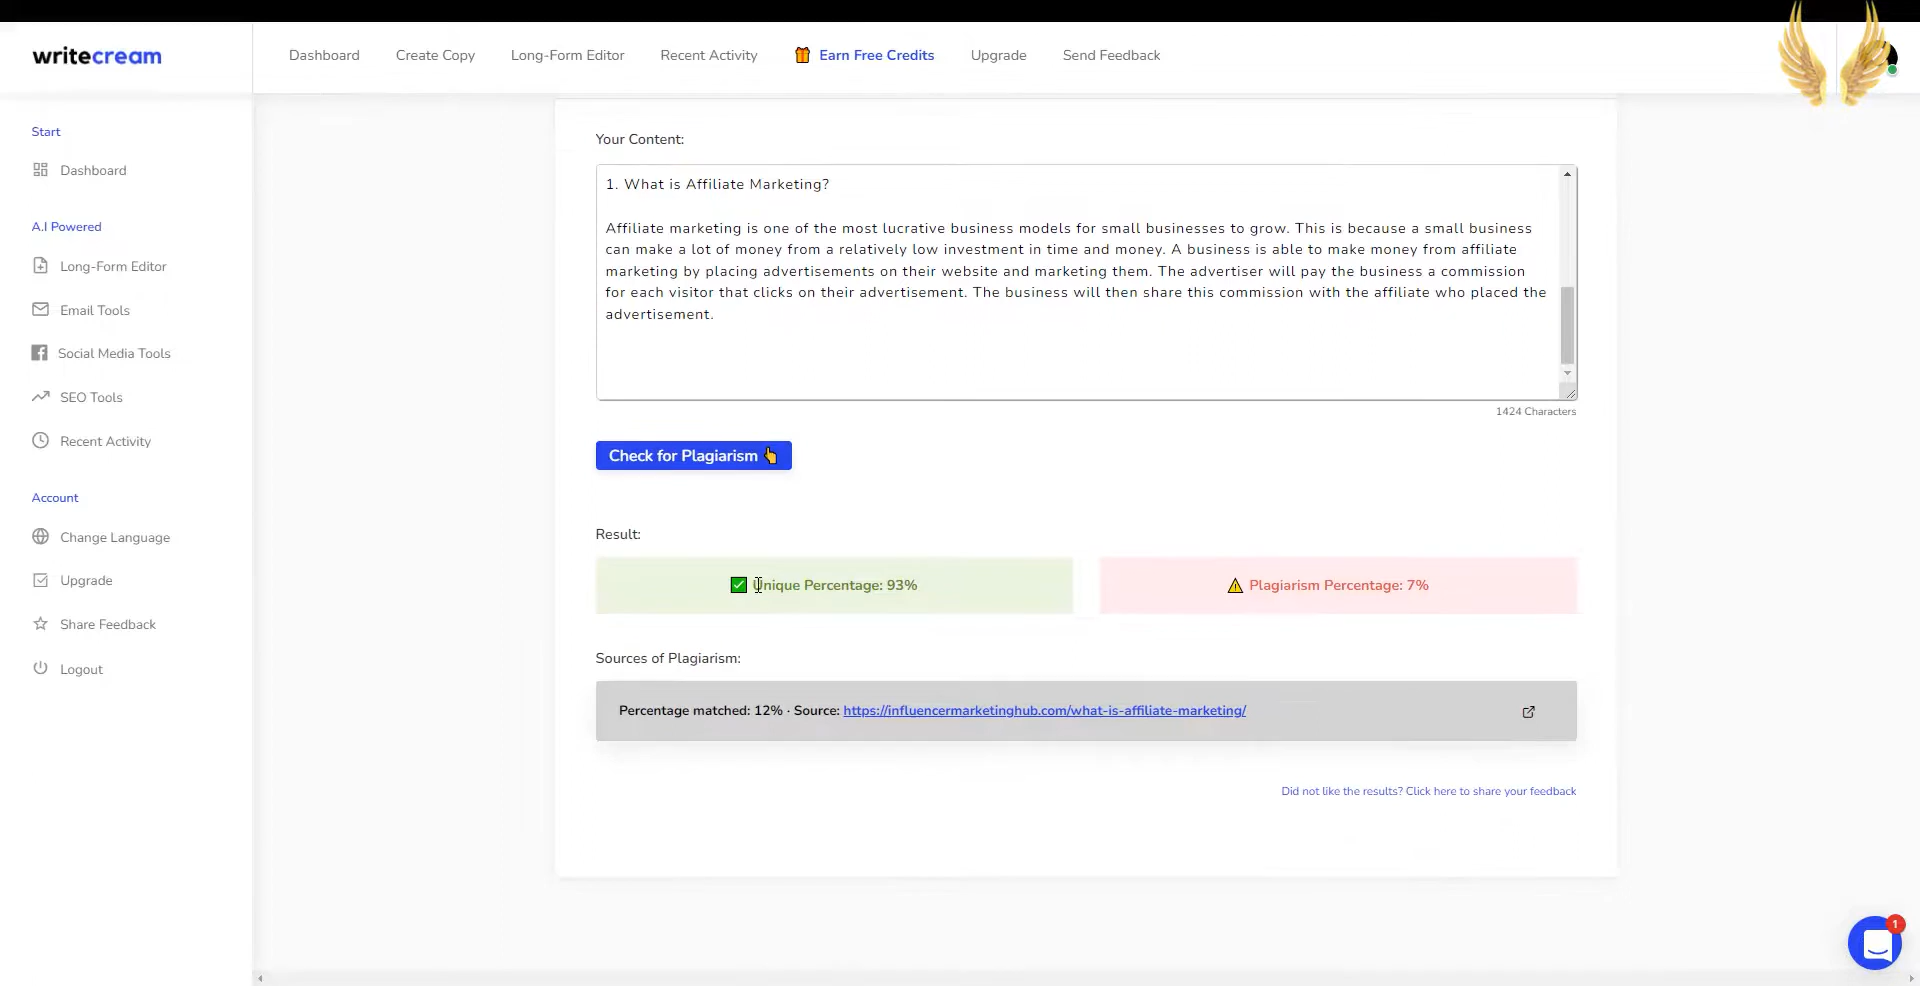 writecream
Dashboard
Create Copy
Long-Form Editor
Recent Activity
Earn Free Credits
Upgrade
Send Feedback
Start
Dashboard
A.I Powered
Long-Form Editor
Email Tools
Social Media Tools
SEO Tools
Recent Activity
Account
Change Language
Upgrade
Share Feedback
Logout
Your Content:
1. What is Affiliate Marketing?
Affiliate marketing is one of the most lucrative business models for small businesses to grow. This is because a small business
can make a lot of money from a relatively low investment in time and money. A business is able to make money from affiliate
marketing by placing advertisements on their website and marketing them. The advertiser will pay the business a commission
for each visitor that clicks on their advertisement. The business will then share this commission with the affiliate who placed the
advertisement.
1424 Characters
Check for Plagiarism
Result:
Unique Percentage: 93%
Plagiarism Percentage: 7%
Sources of Plagiarism:
Percentage matched: 12% · Source: https://influencermarketinghub.com/what-is-affiliate-marketing/
Did not like the results? Click here to share your feedback
1